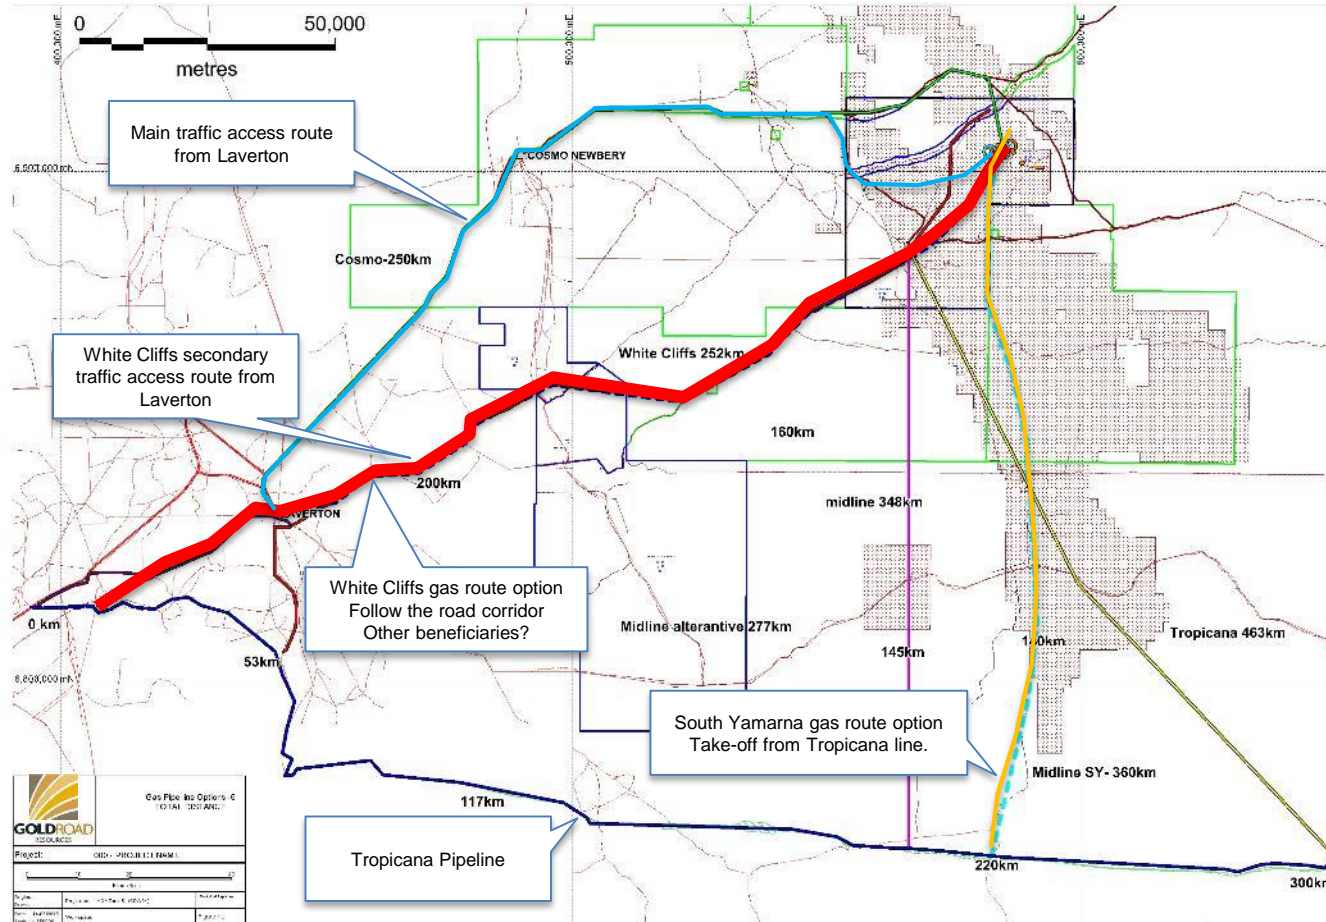 0
50,000
metres
Main traffic access route
from Laverton
COSMO NEWBERY
Cosmo-250km
White Cliffs secondary
traffic access route from
Laverton
White Cliffs 252km
160km
200km
midline 348km
White Cliffs gas route option
Follow the road corridor
Other beneficiaries?
0 km
Midline alterantive 277km
Tropicana 463km
145km
140km
53km
South Yamarna gas route option
Take-off from Tropicana line.
Midline SY- 360km
117km
Tropicana Pipeline
220km
300km
GOLDROAD
RESOURCES
Project: